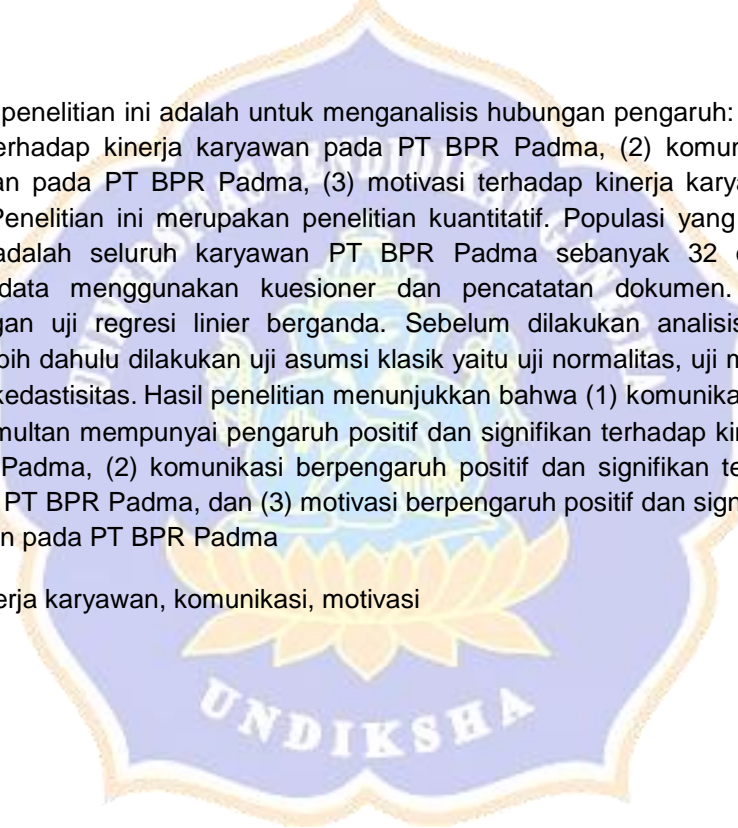 penelitian ini adalah untuk menganalisis hubungan pengaruh:
erhadap kinerja karyawan pada PT BPR Padma, (2) komun
an pada PT BPR Padma, (3) motivasi terhadap kinerja karya
Penelitian ini merupakan penelitian kuantitatif. Populasi yang
adalah seluruh karyawan PT BPR Padma sebanyak 32
data menggunakan kuesioner dan pencatatan dokumen.
gan uji regresi linier berganda. Sebelum dilakukan analisis
bih dahulu dilakukan uji asumsi klasik yaitu uji normalitas, uji m
kedastisitas. Hasil penelitian menunjukkan bahwa (1) komunika
multan mempunyai pengaruh positif dan signifikan terhadap kin
Padma, (2) komunikasi berpengaruh positif dan signifikan te
PT BPR Padma, dan (3) motivasi berpengaruh positif dan sign
n pada PT BPR Padma
erja karyawan, komunikasi, motivasi
UNIVERSITAS PENDIDIKAN GANESHA
UNDIKSHA